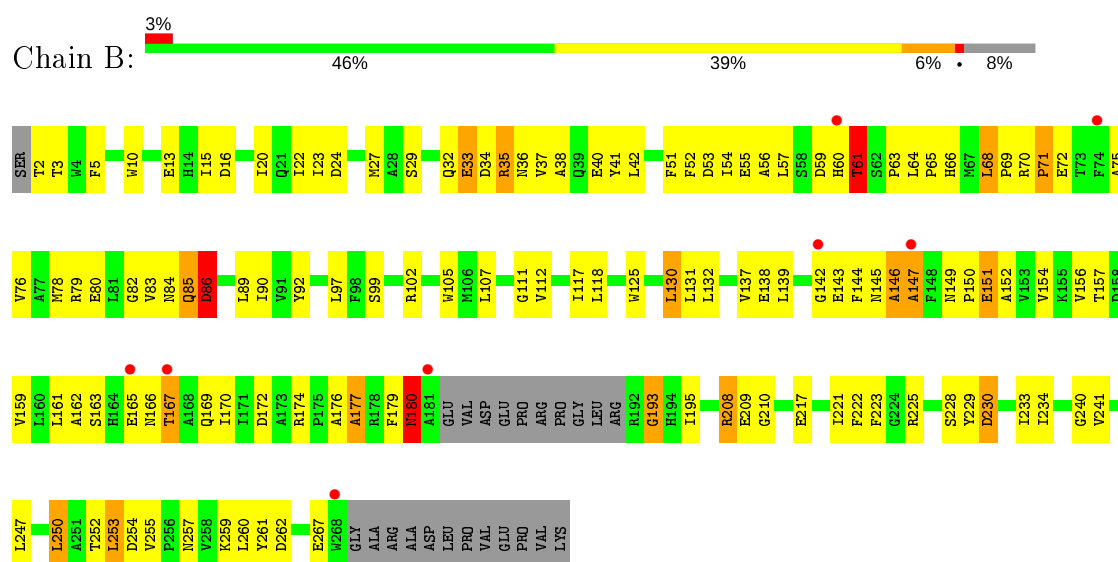 3%
Chain B:
46% 39% 6% • 8%
SER T2 T3 W4 F5 W10 E13 H14 I15 D16 I20 Q21 I22 I23 D24 M27 A28 S29 Q32 E33 D34 R35 N36 V37 A38 Q39 E40 Y41 L42 F51 F52 D53 I54 E55 A56 L57 S58 D59 H60 T61 S62 P63 L64 P65 H66 M67 L68 P69 R70 P71 E72 T73 F74 A75
V76 A77 M78 R79 E80 L81 G82 V83 N84 Q85 D86 L89 I90 V91 Y92 L97 F98 S99 R102 W105 M106 L107 G111 V112 I117 L118 W125 L130 L131 L132 V137 E138 L139 G142 E143 F144 N145 A146 A147 F148 N149 P150 E151 A152 V153 V154 K155 V156 T157 D158
V159 L160 L161 A162 S163 H164 E165 N166 T167 A168 Q169 I170 I171 D172 A173 R174 P175 A176 A177 R178 F179 N180 A181 GLU VAL ASP GLU PRO ARG PRO GLY LEU ARG R192 G193 H194 I195 R208 E209 G210 E217 I221 F222 F223 G224 R225 S228 Y229 D230 I233 I234 G240 V241
L247 L250 A251 T252 L253 D254 V255 P256 N257 V258 K259 L260 Y261 D262 E267 W268 GLY ALA ARG ALA ASP LEU PRO VAL GLU PRO VAL LYS